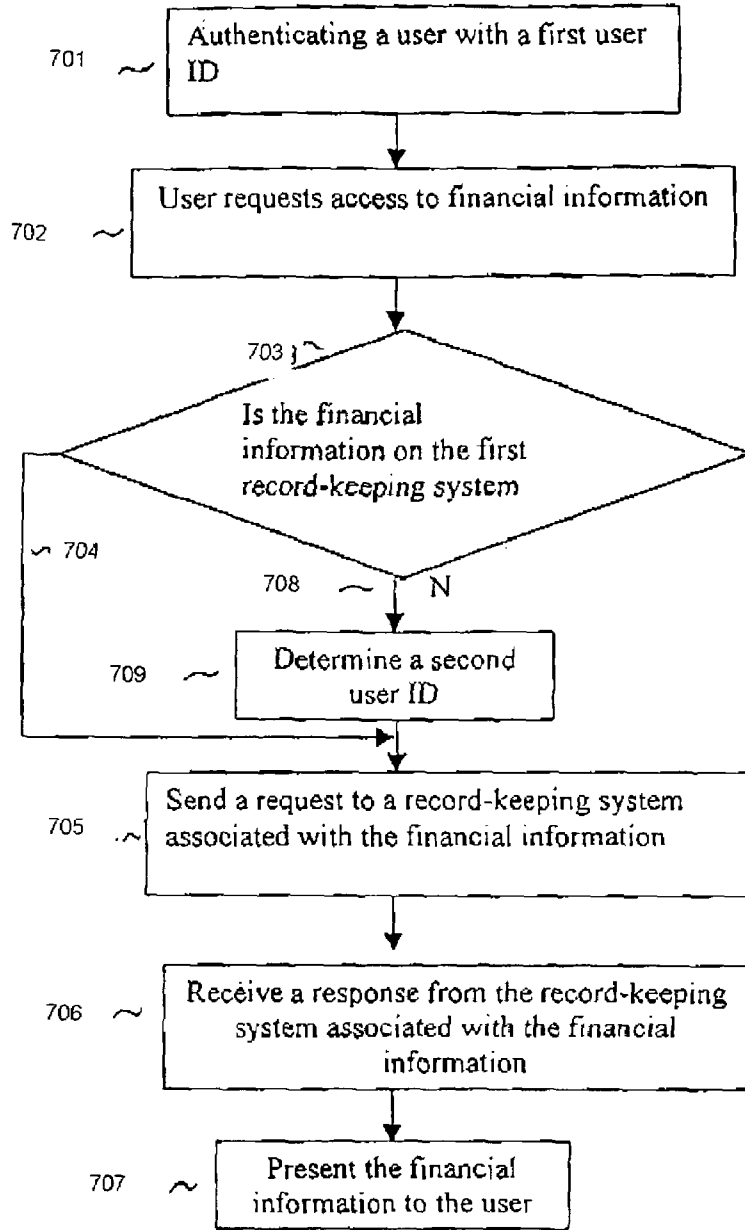 701
Authenticating a user with a first user
ID
702
User requests access to financial information
703
Is the financial
information on the first
record-keeping system
704
708
N
709
Determine a second
user ID
705
Send a request to a record-keeping system
associated with the financial information
706
Receive a response from the record-keeping
system associated with the financial
information
707
Present the financial
information to the user